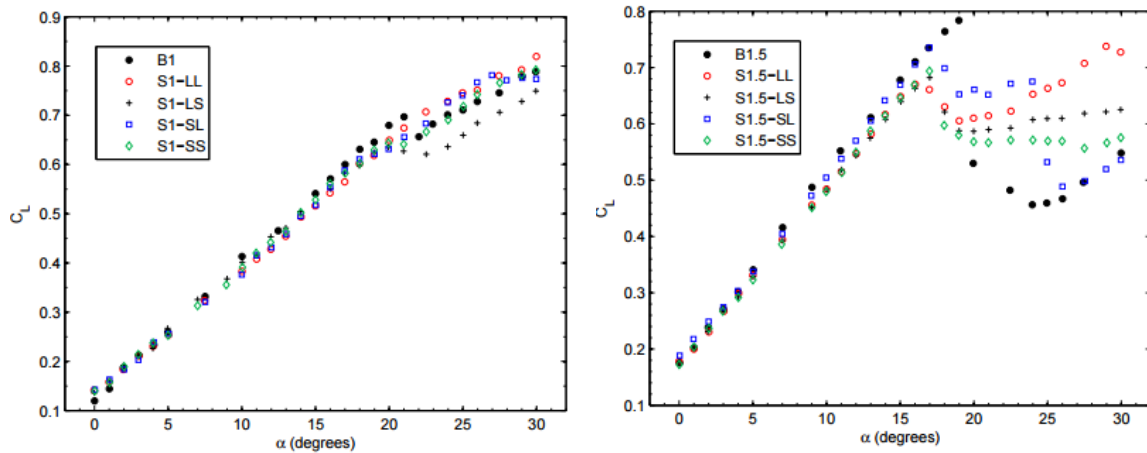 0.9
0.8
0.7
0.6
0.5
0.4
0.3
0.2
0.1
C_L
B1
S1−LL
S1−LS
S1−SL
S1−SS
0 5 10 15 20 25 30
α (degrees)
0.8
0.7
0.6
0.5
0.4
0.3
0.2
0.1
C_L
B1.5
S1.5−LL
S1.5−LS
S1.5−SL
S1.5−SS
0 5 10 15 20 25 30
α (degrees)